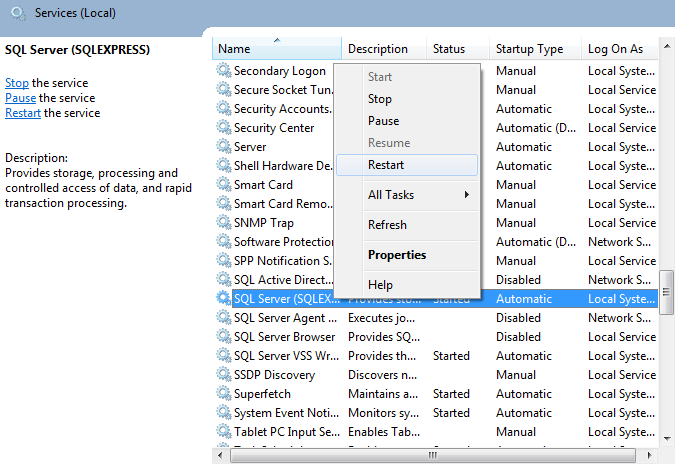 Services (Local)
SQL Server (SQLEXPRESS)
Stop the service
Pause the service
Restart the service
Description:
Provides storage, processing and
controlled access of data, and rapid
transaction processing.
Name Description Status Startup Type Log On As
Secondary Logon Manual Local Syste...
Secure Socket Tun... Manual Local Service
Security Accounts... Automatic Local Syste...
Security Center Automatic (D... Local Service
Server Automatic Local Syste...
Shell Hardware De... Automatic Local Syste...
Smart Card Manual Local Service
Smart Card Remo... Manual Local Syste...
SNMP Trap Manual Local Service
Software Protection Automatic (D... Network S...
SPP Notification S... Manual Local Service
SQL Active Direct... Disabled Network S...
SQL Server (SQLEX... Provides sto... Started Automatic Local Syste...
SQL Server Agent ... Executes jo... Disabled Network S...
SQL Server Browser Provides SQ... Disabled Local Service
SQL Server VSS Wr... Provides th... Started Automatic Local Syste...
SSDP Discovery Discovers n... Manual Local Service
Superfetch Maintains a... Started Automatic Local Syste...
System Event Noti... Monitors sy... Started Automatic Local Syste...
Tablet PC Input Se... Enables Tab... Manual Local Syste...
Start
Stop
Pause
Resume
Restart
All Tasks
Refresh
Properties
Help